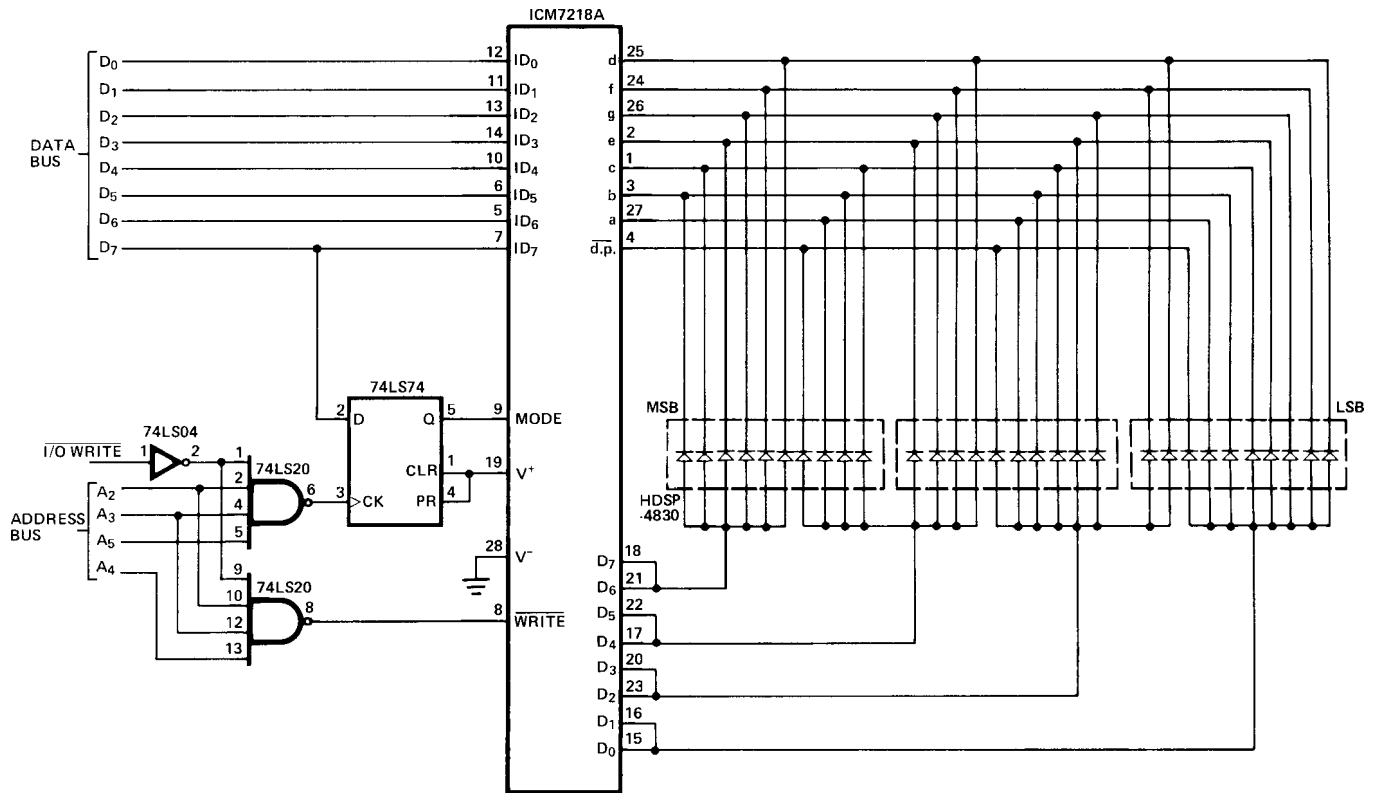 ICM7218A
DATA
BUS
D0
D1
D2
D3
D4
D5
D6
D7
12 ID0
11 ID1
13 ID2
14 ID3
10 ID4
6 ID5
5 ID6
7 ID7
d 25
f 24
g 26
e 2
c 1
b 3
a 27
d.p. 4
74LS74
2 D Q 5
9 MODE
CLR 1
PR 4
3 CK
19 V+
28 V−
8 WRITE
I/O WRITE
74LS04
1 2
ADDRESS
BUS
A2
A3
A5
A4
74LS20
1
2
4
5
6
74LS20
9
10
12
13
8
MSB
LSB
HDSP
-4830
D7 18
D6 21
D5 22
D4 17
D3 20
D2 23
D1 16
D0 15